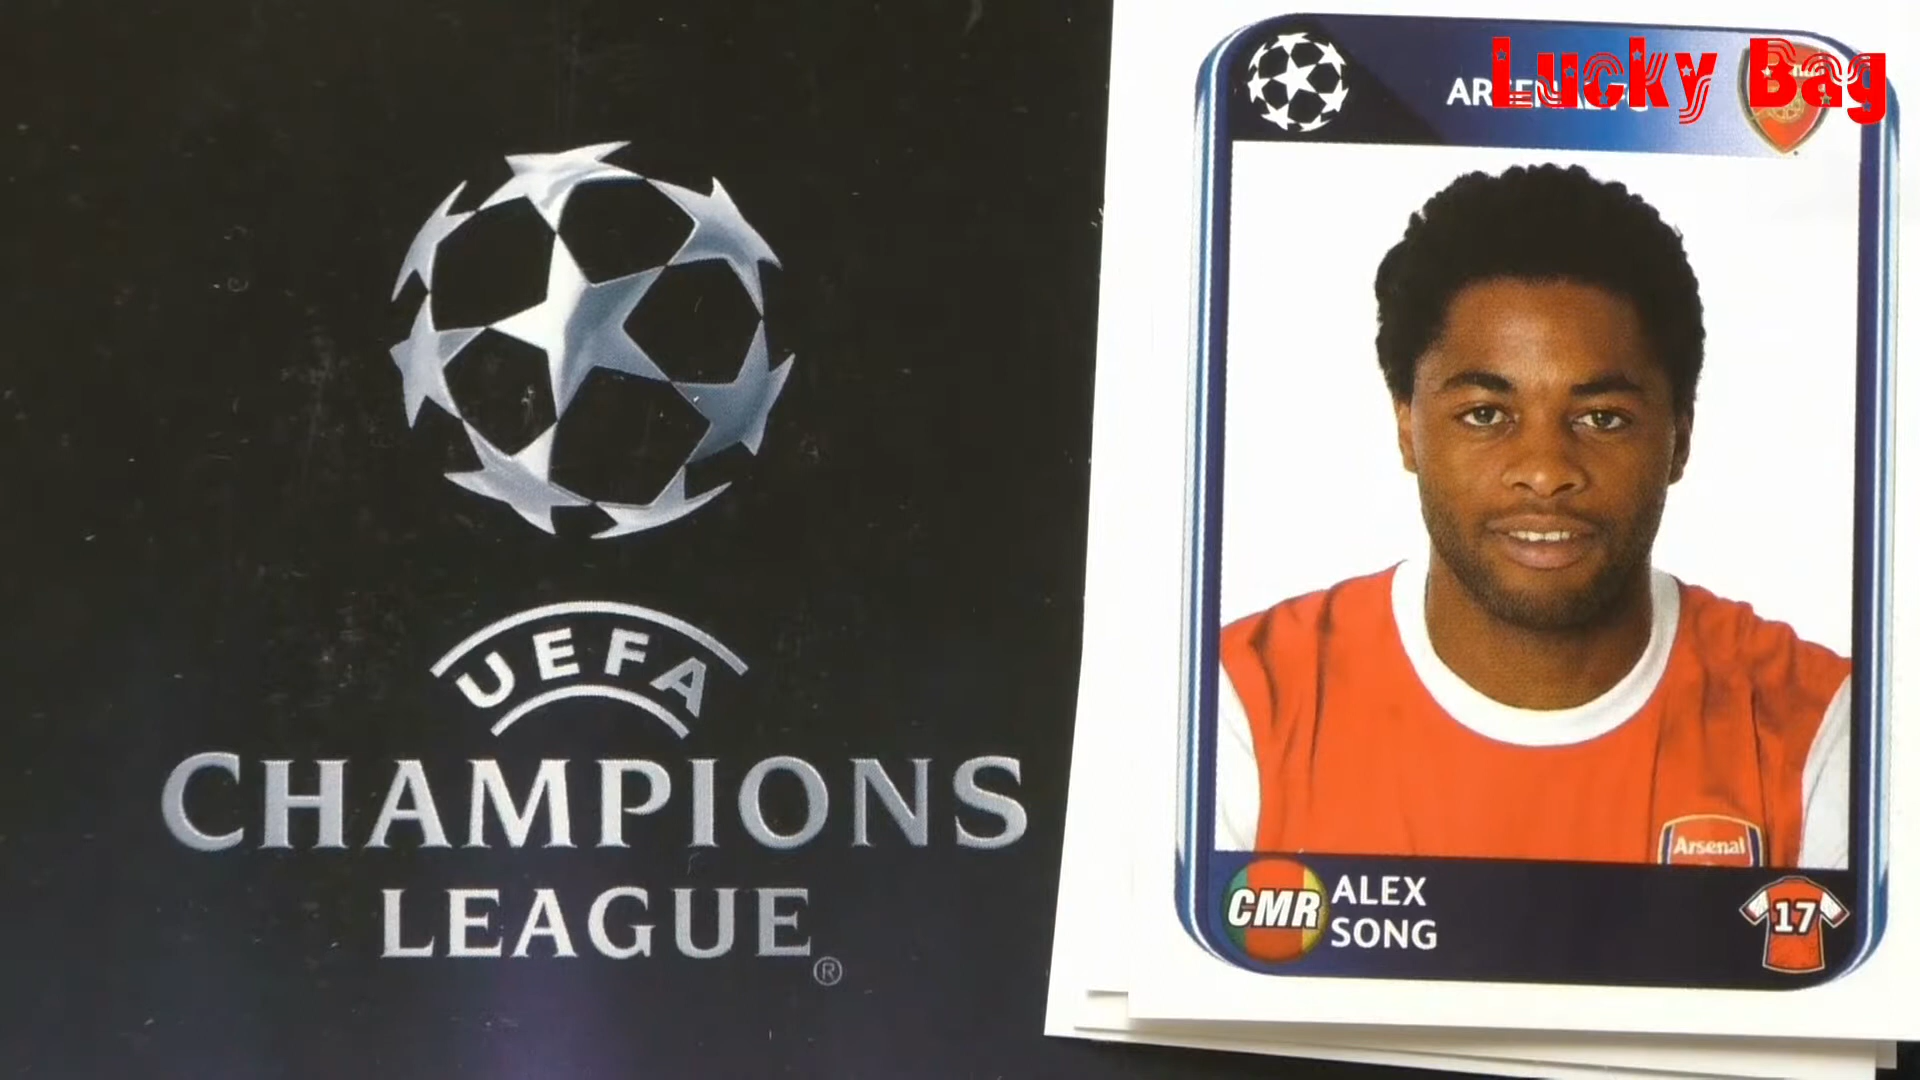 UEFA
CHAMPIONS
LEAGUE
®
Lucky Bag
Arsenal
CMR
ALEX
SONG
17